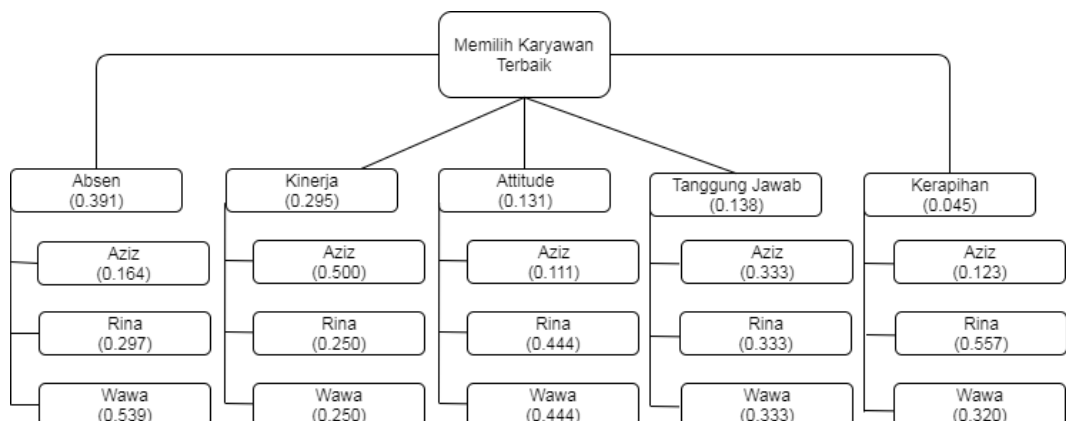 Memilih Karyawan
Terbaik
Absen
(0.391)
Kinerja
(0.295)
Attitude
(0.131)
Tanggung Jawab
(0.138)
Kerapihan
(0.045)
Aziz
(0.164)
Aziz
(0.500)
Aziz
(0.111)
Aziz
(0.333)
Aziz
(0.123)
Rina
(0.297)
Rina
(0.250)
Rina
(0.444)
Rina
(0.333)
Rina
(0.557)
Wawa
(0.539)
Wawa
(0.250)
Wawa
(0.444)
Wawa
(0.333)
Wawa
(0.320)